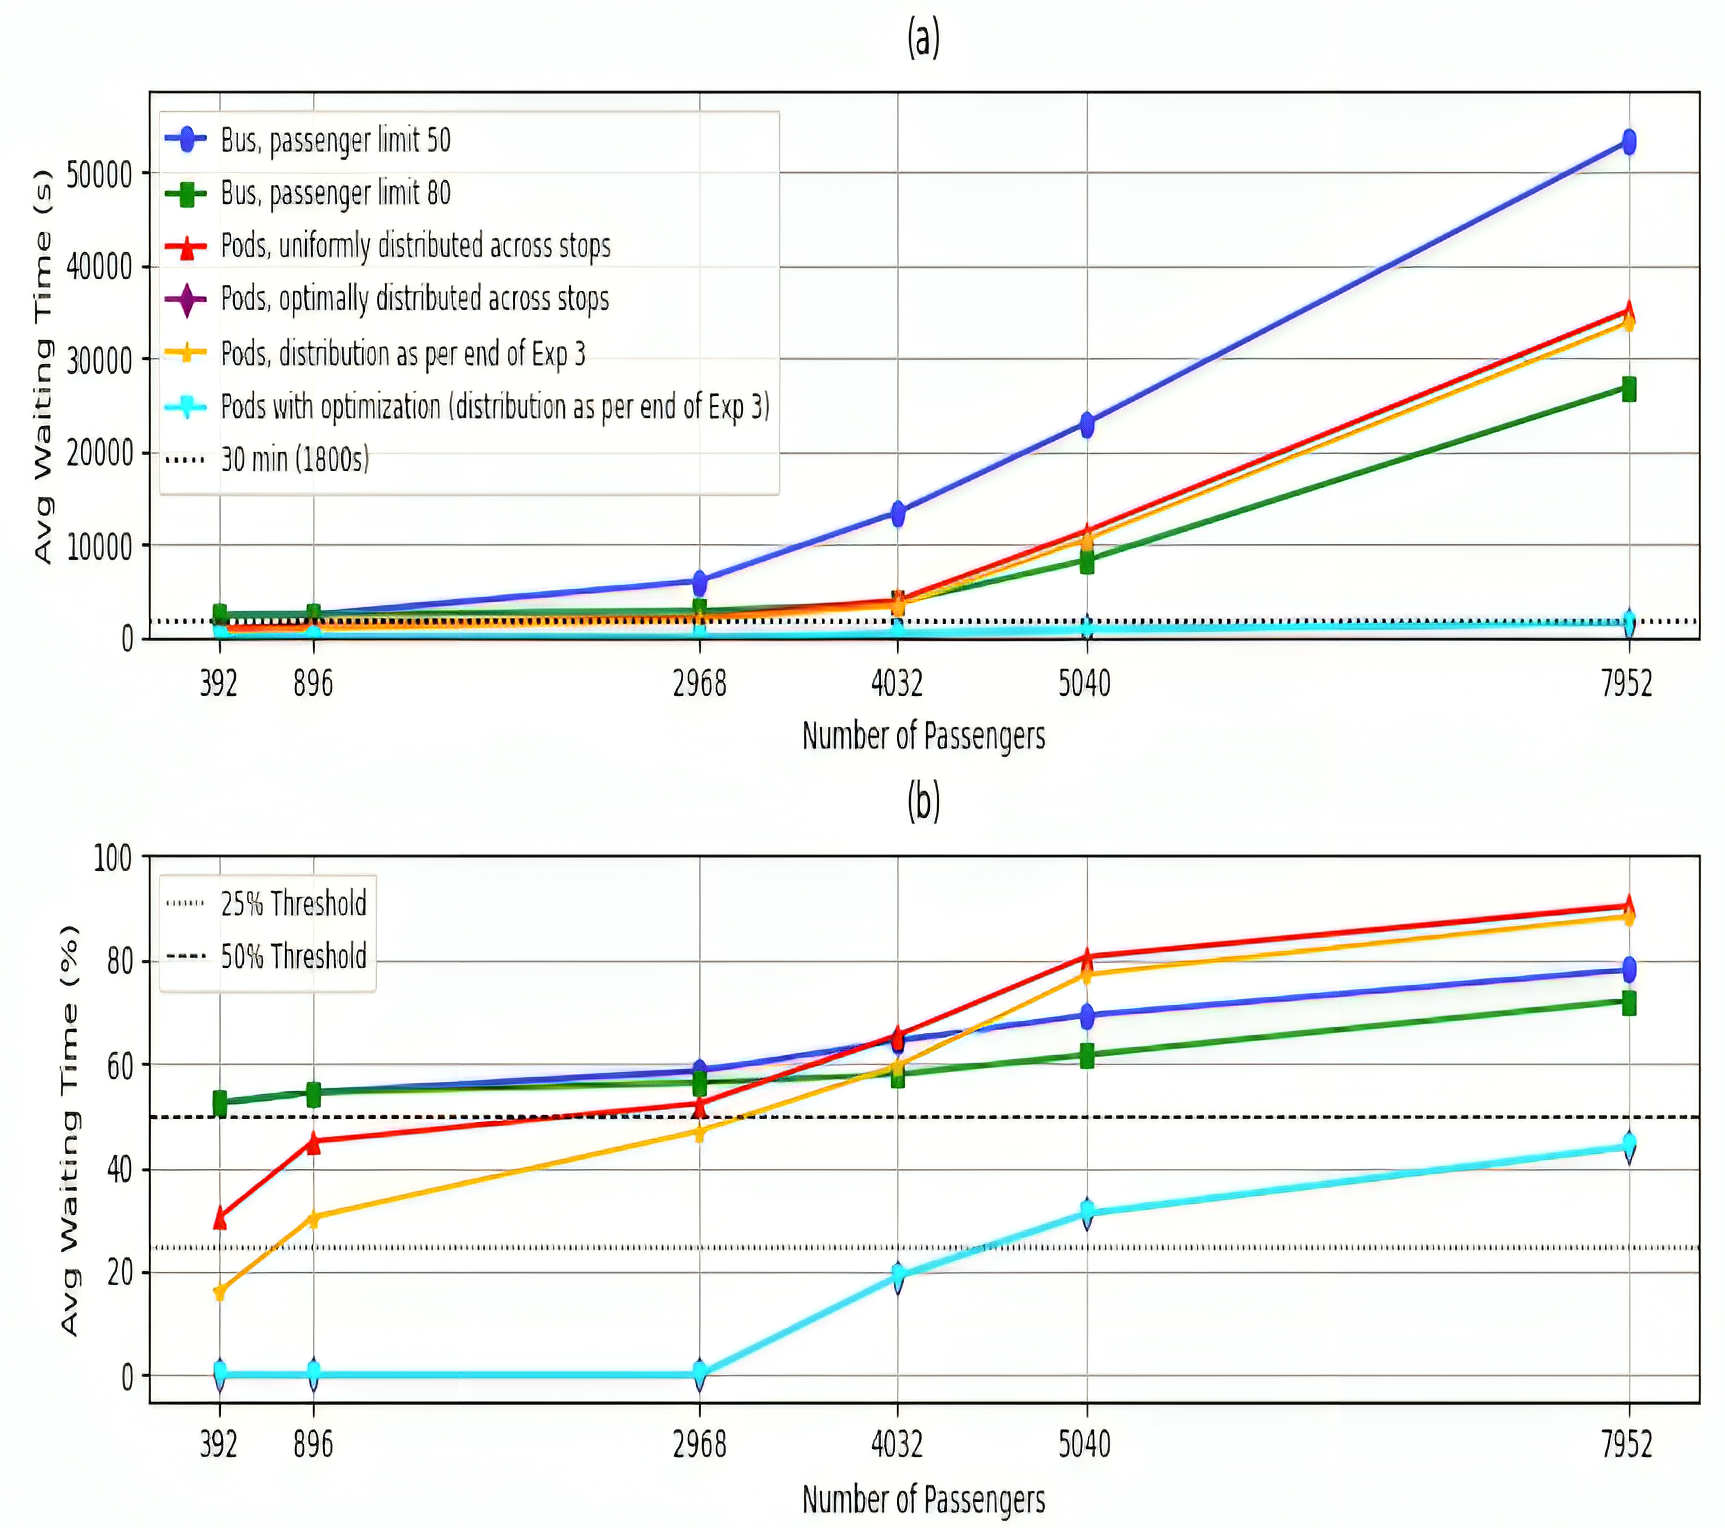 (a)
Avg Waiting Time (s)
50000
40000
30000
20000
10000
0
Bus, passenger limit 50
Bus, passenger limit 80
Pods, uniformly distributed across stops
Pods, optimally distributed across stops
Pods, distribution as per end of Exp 3
Pods with optimization (distribution as per end of Exp 3)
30 min (1800s)
392 896 2968 4032 5040 7952
Number of Passengers
(b)
Avg Waiting Time (%)
100
80
60
40
20
0
25% Threshold
50% Threshold
392 896 2968 4032 5040 7952
Number of Passengers